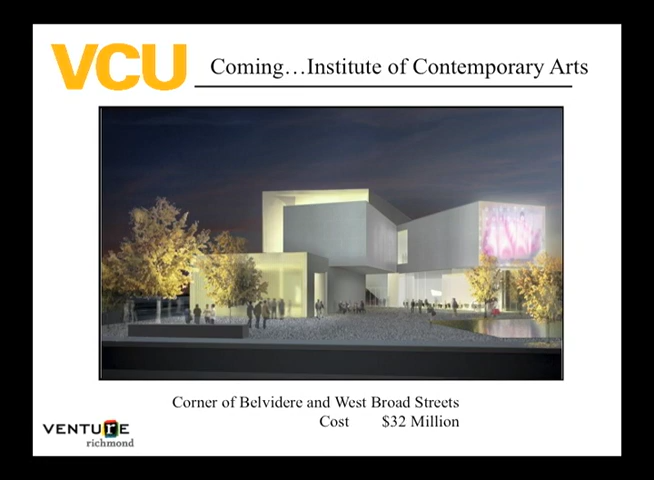 VCU
Coming…Institute of Contemporary Arts
Corner of Belvidere and West Broad Streets
Cost $32 Million
VENTURE
richmond